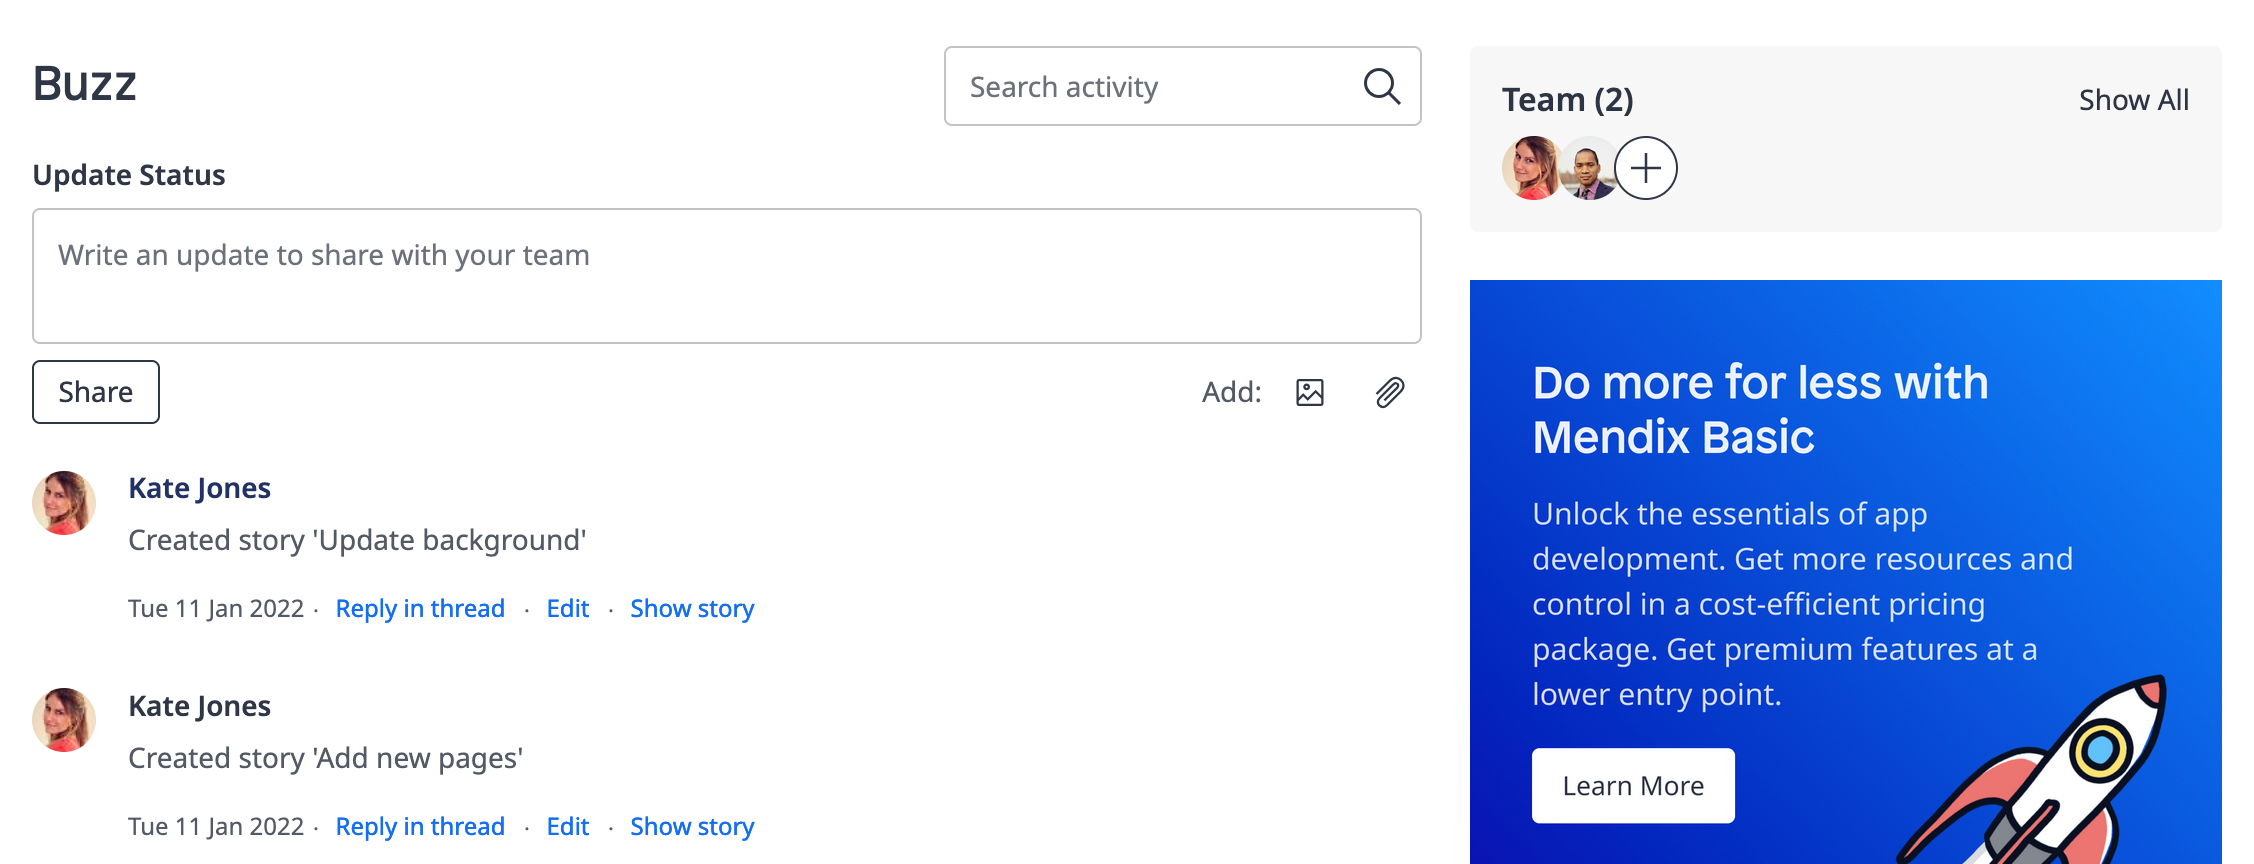 Buzz
Search activity
Update Status
Write an update to share with your team
Share
Add:
Kate Jones
Created story 'Update background'
Tue 11 Jan 2022 · Reply in thread · Edit · Show story
Kate Jones
Created story 'Add new pages'
Tue 11 Jan 2022 · Reply in thread · Edit · Show story
Team (2)
Show All
Do more for less with
Mendix Basic
Unlock the essentials of app
development. Get more resources and
control in a cost-efficient pricing
package. Get premium features at a
lower entry point.
Learn More